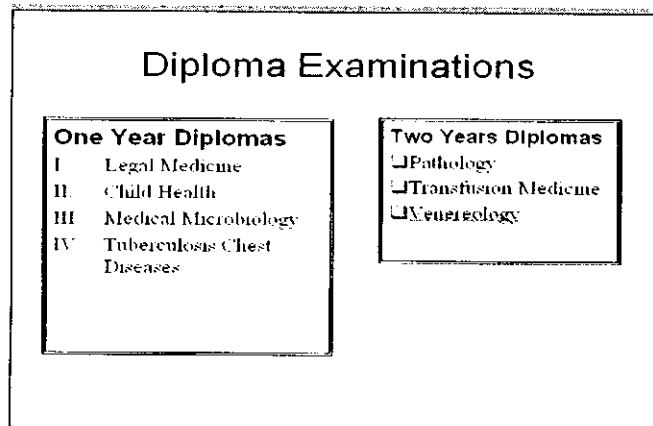 Diploma Examinations
One Year Diplomas
I Legal Medicine
II. Child Health
III Medical Microbiology
IV Tuberculosis Chest
Diseases
Two Years Diplomas
❑Pathology
❑Transfusion Medicine
❑Venereology